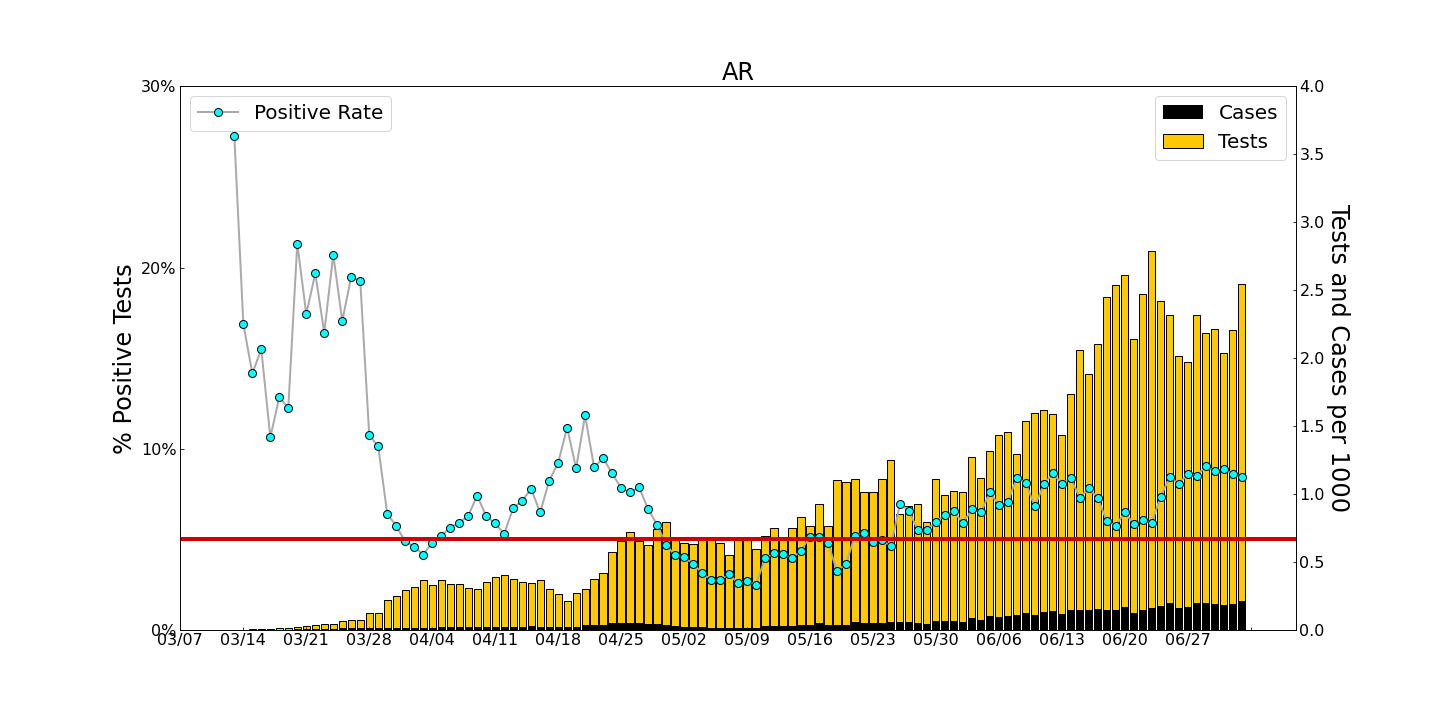 AR
30%
20%
10%
0%
% Positive Tests
Positive Rate
Cases
Tests
4.0
3.5
3.0
2.5
2.0
1.5
1.0
0.5
0.0
Tests and Cases per 1000
03/07 03/14 03/21 03/28 04/04 04/11 04/18 04/25 05/02 05/09 05/16 05/23 05/30 06/06 06/13 06/20 06/27